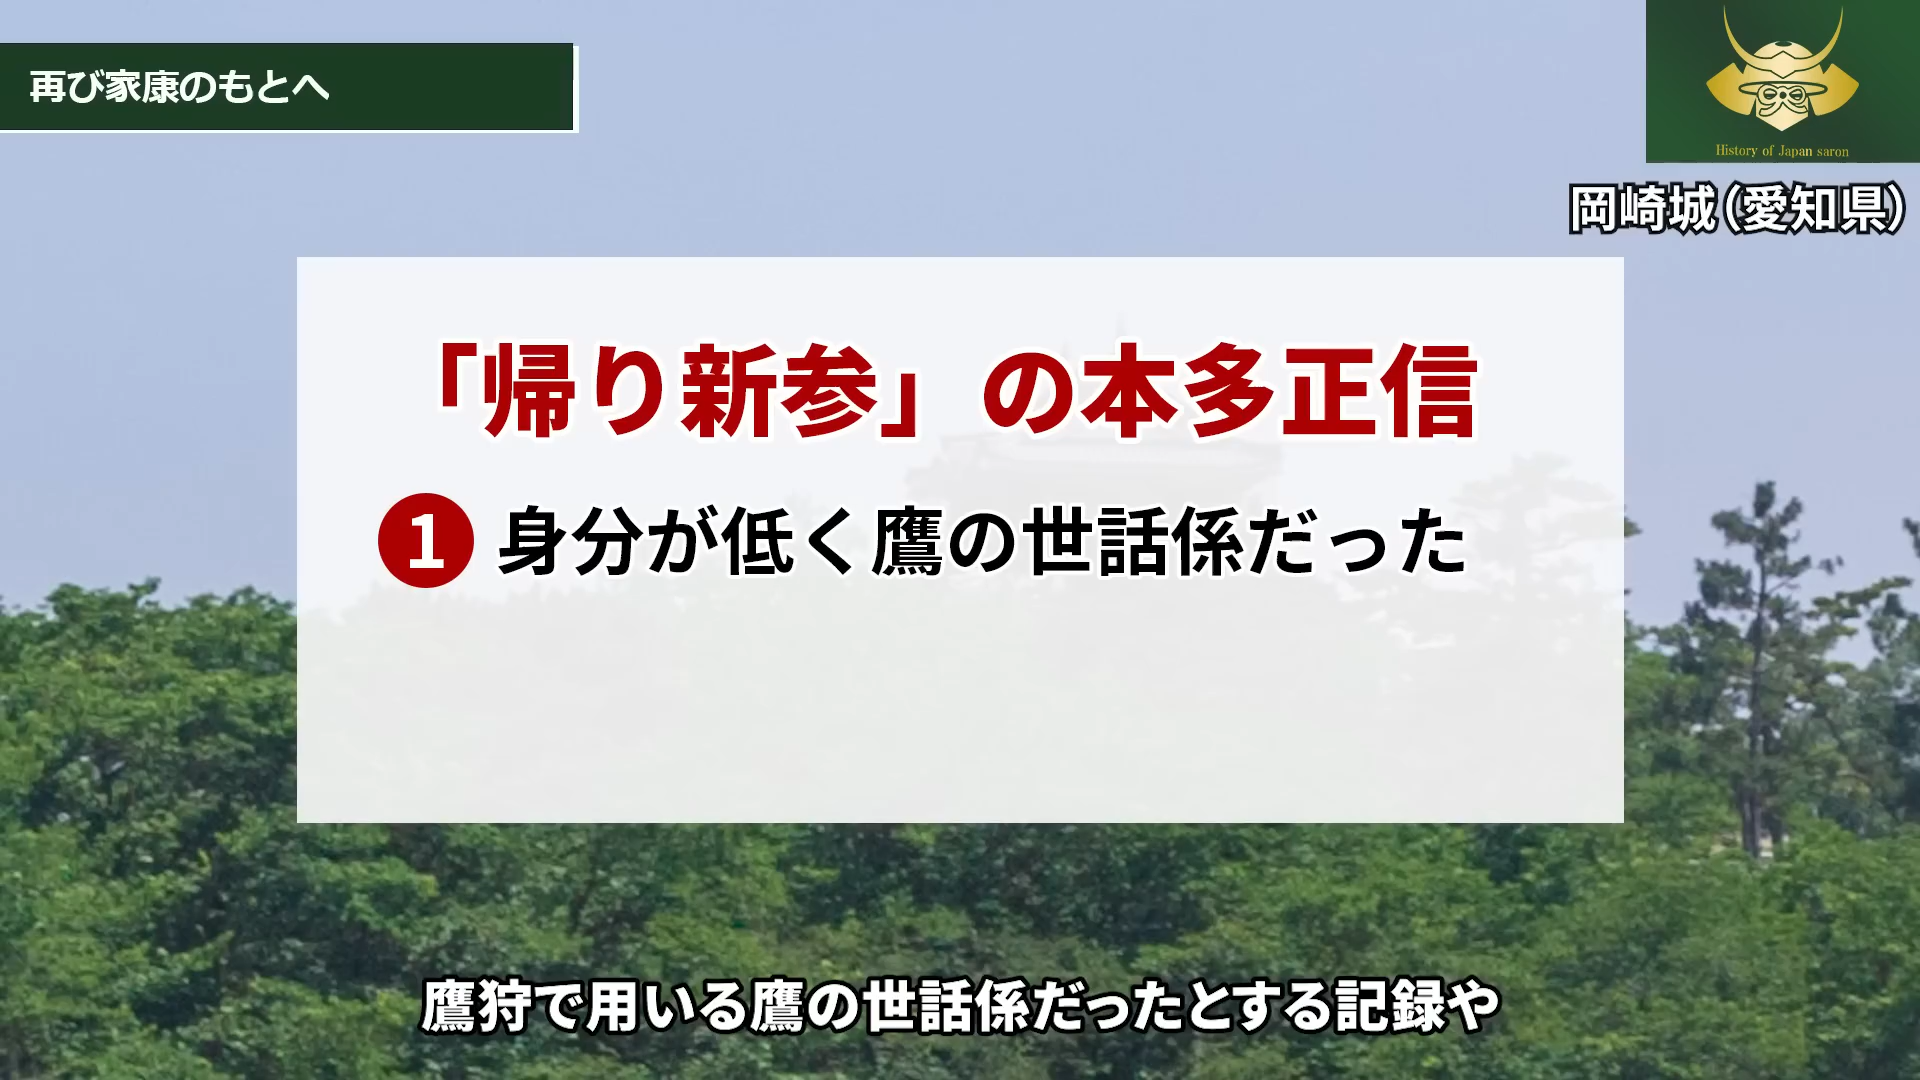 再び家康のもとへ
History of Japan saron
岡崎城(愛知県)
「帰り新参」の本多正信
1 身分が低く鷹の世話係だった
鷹狩で用いる鷹の世話係だったとする記録や